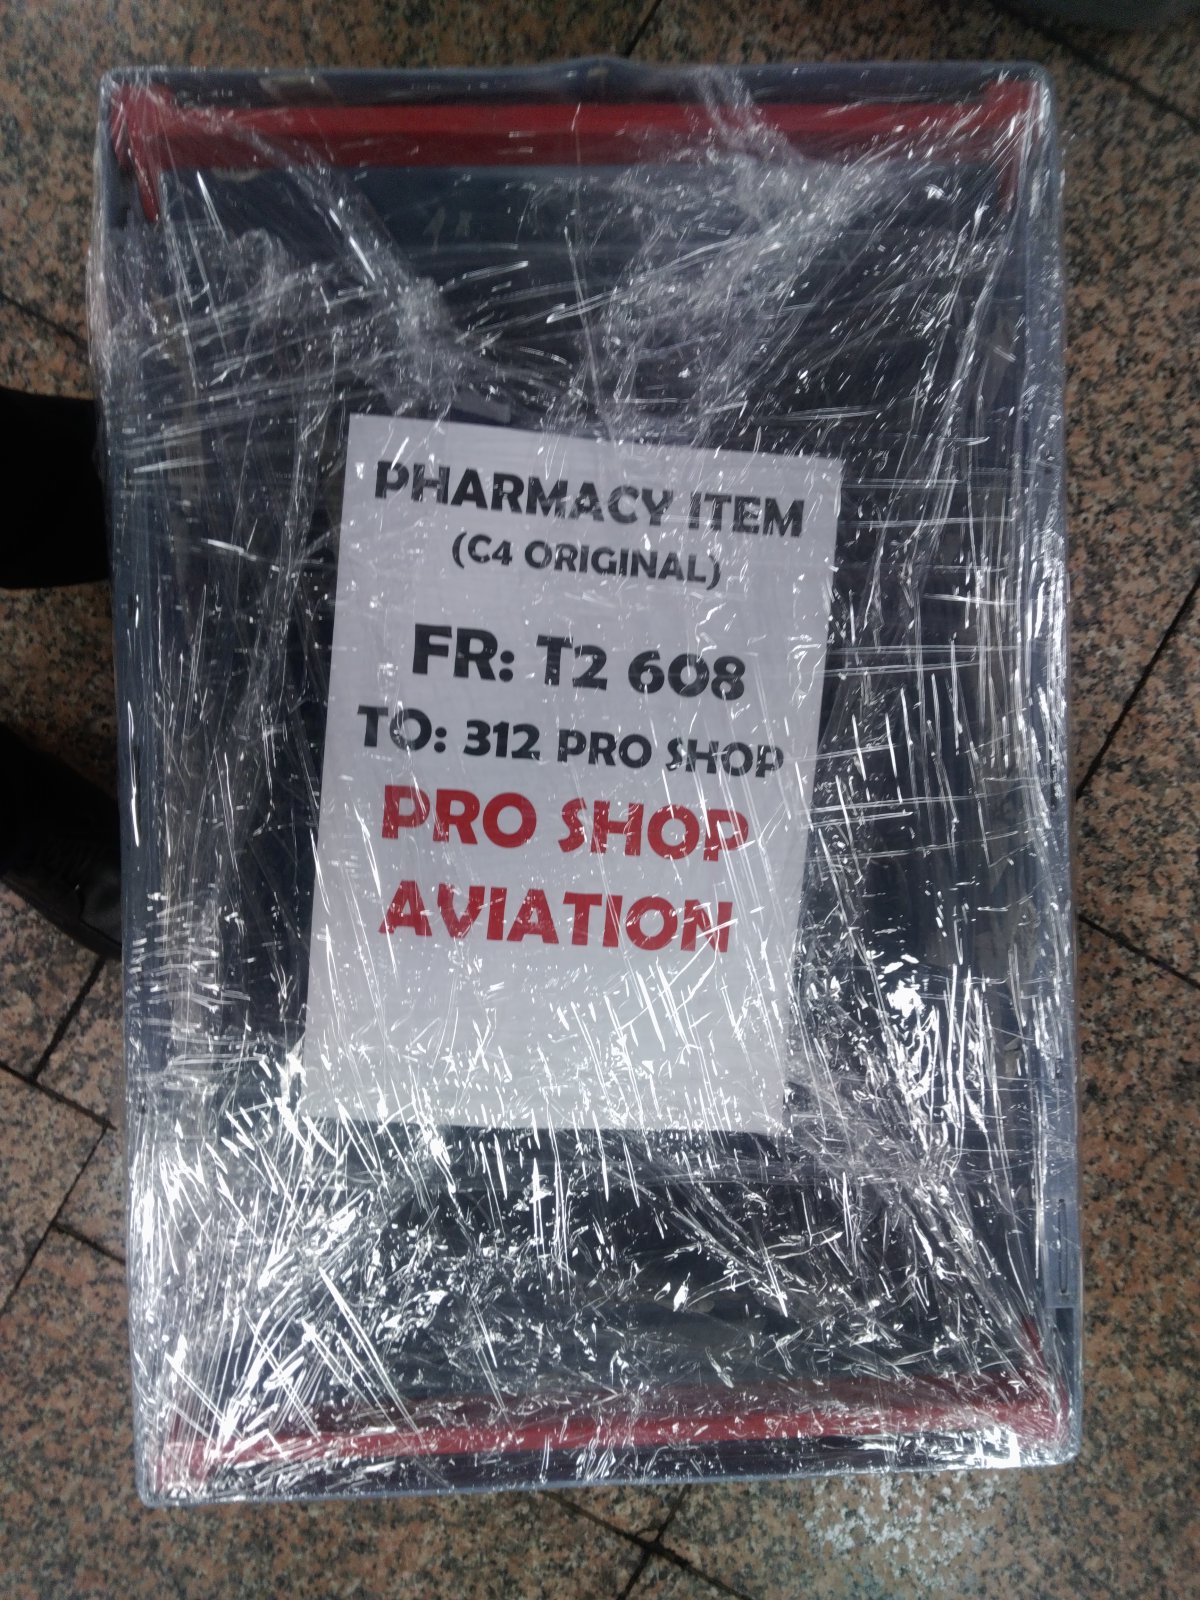 PHARMACY ITEM
(C4 ORIGINAL)
FR: T2 608
TO: 312 PRO SHOP
PRO SHOP
AVIATION